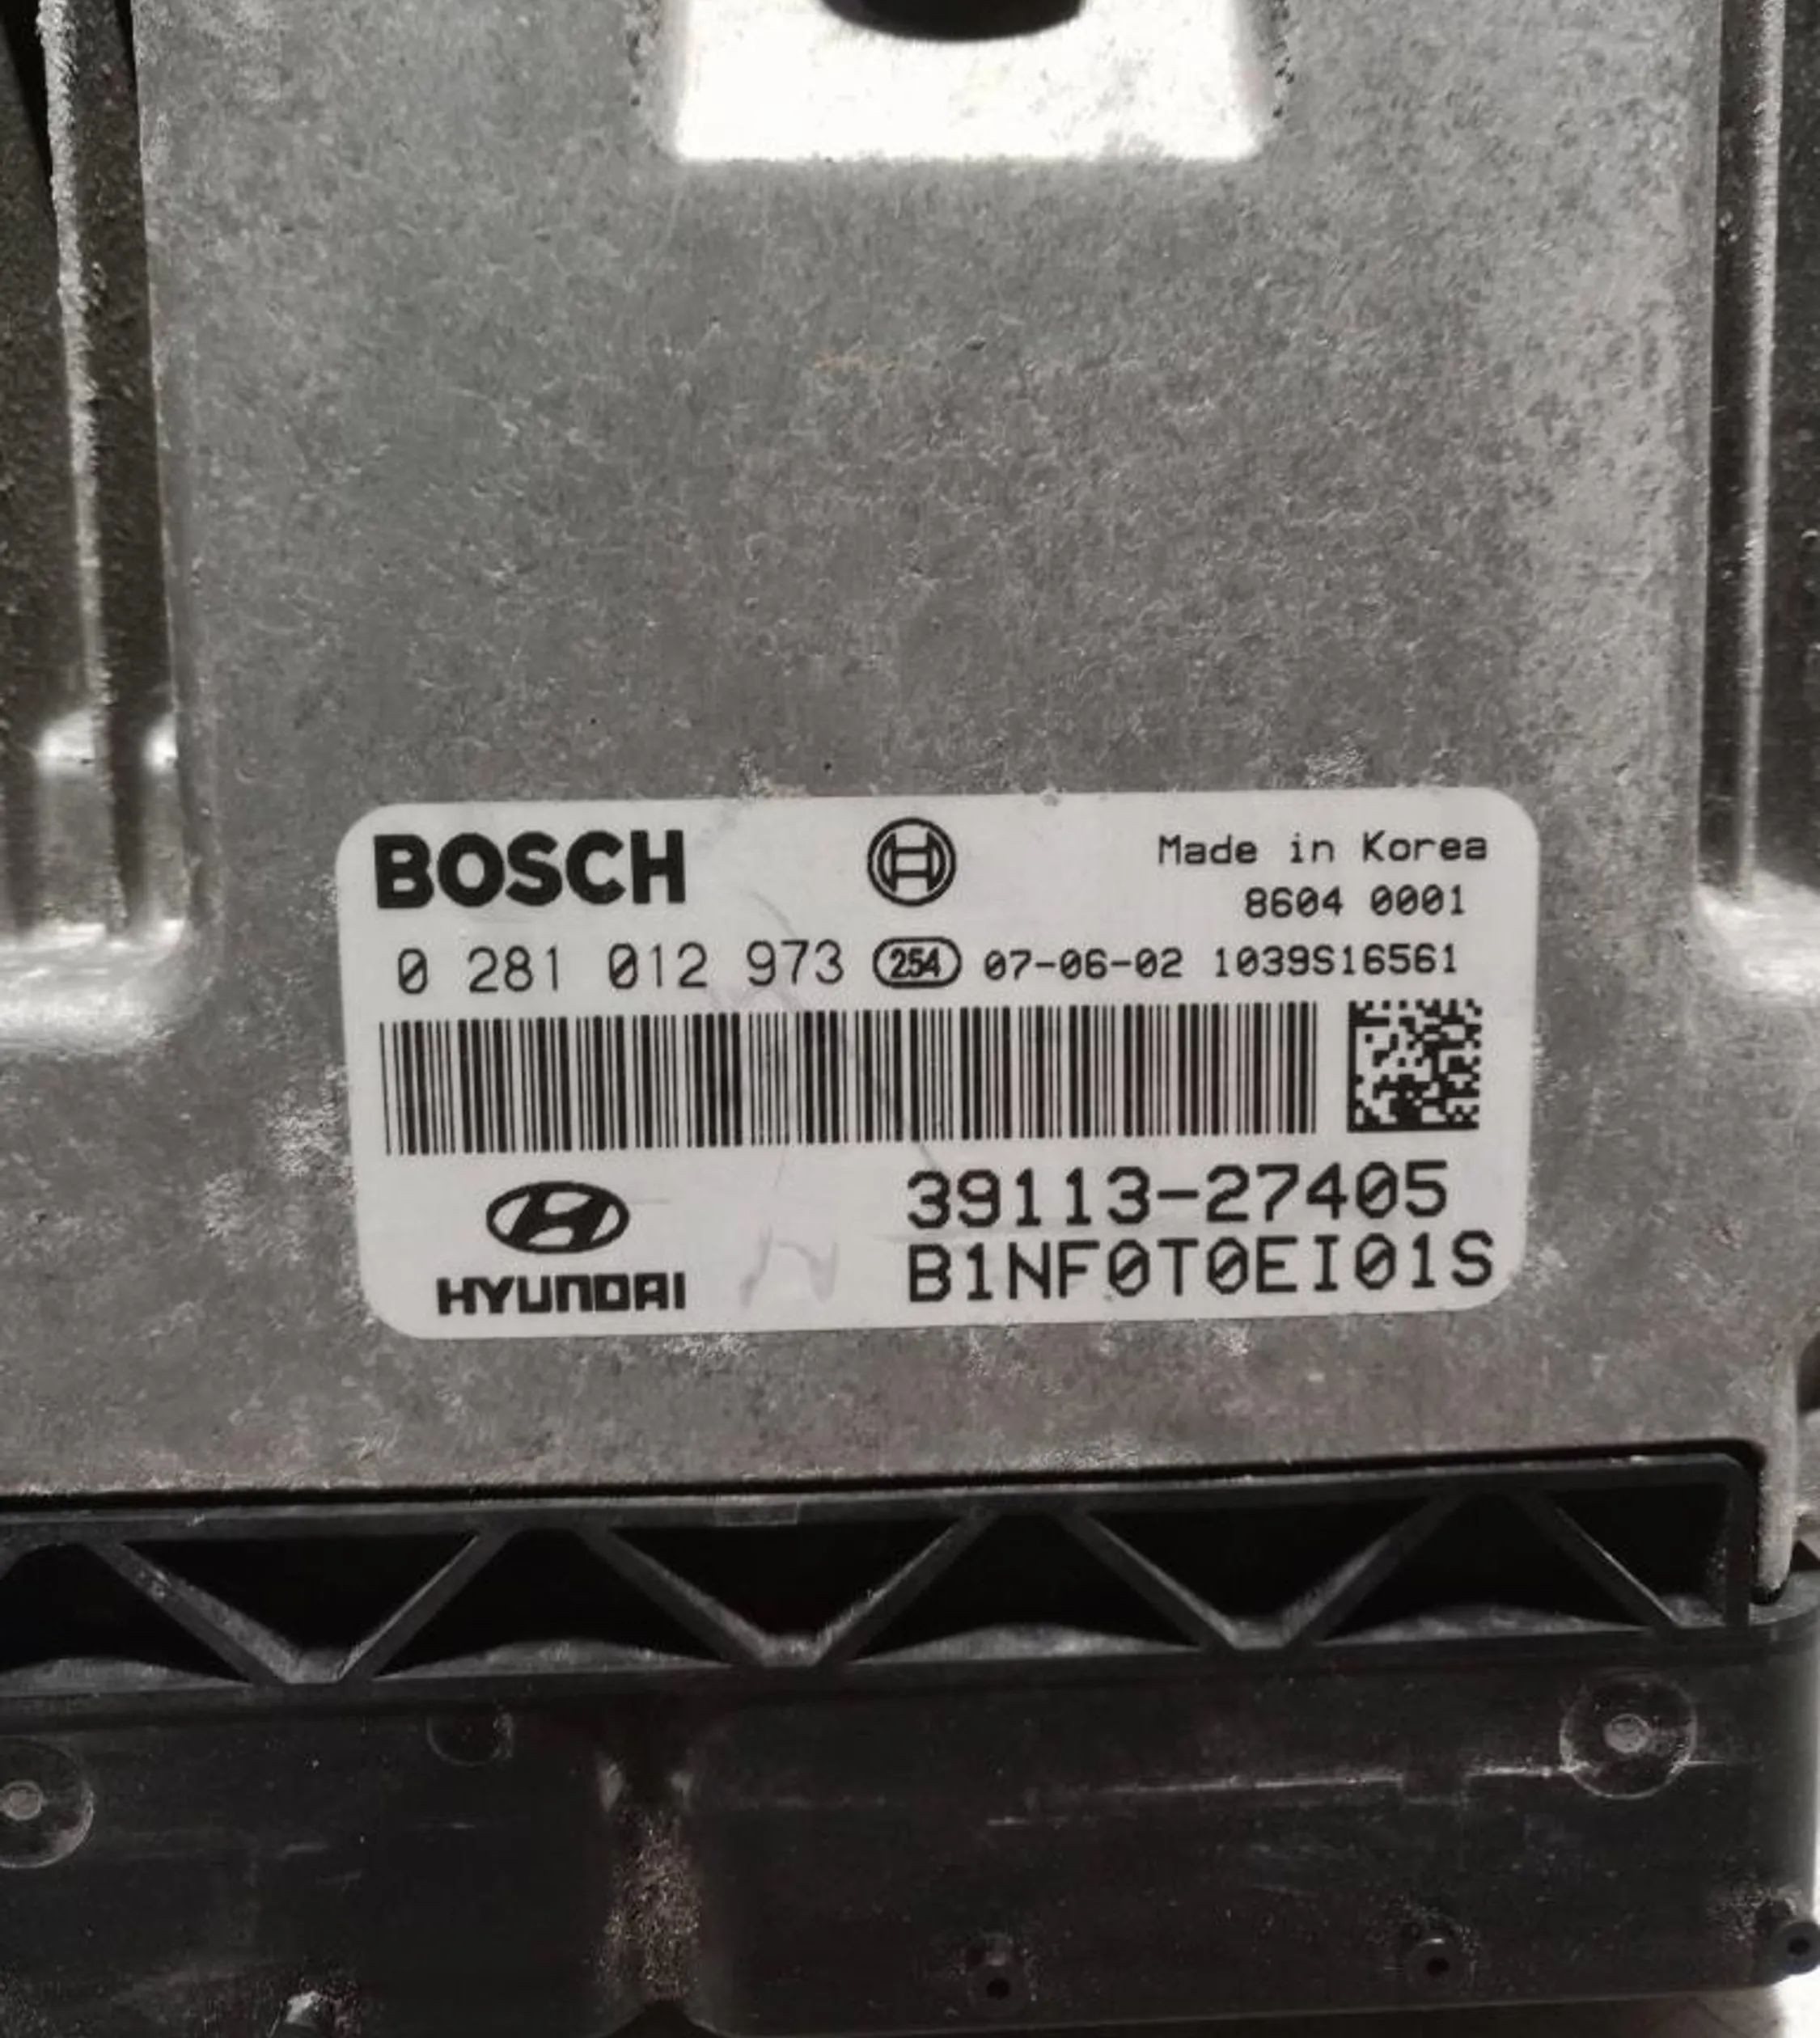 BOSCH Made in Korea
8604 0001
0 281 012 973 254 07-06-02 1039S16561
39113-27405
HYUNDAI B1NF0T0EI01S